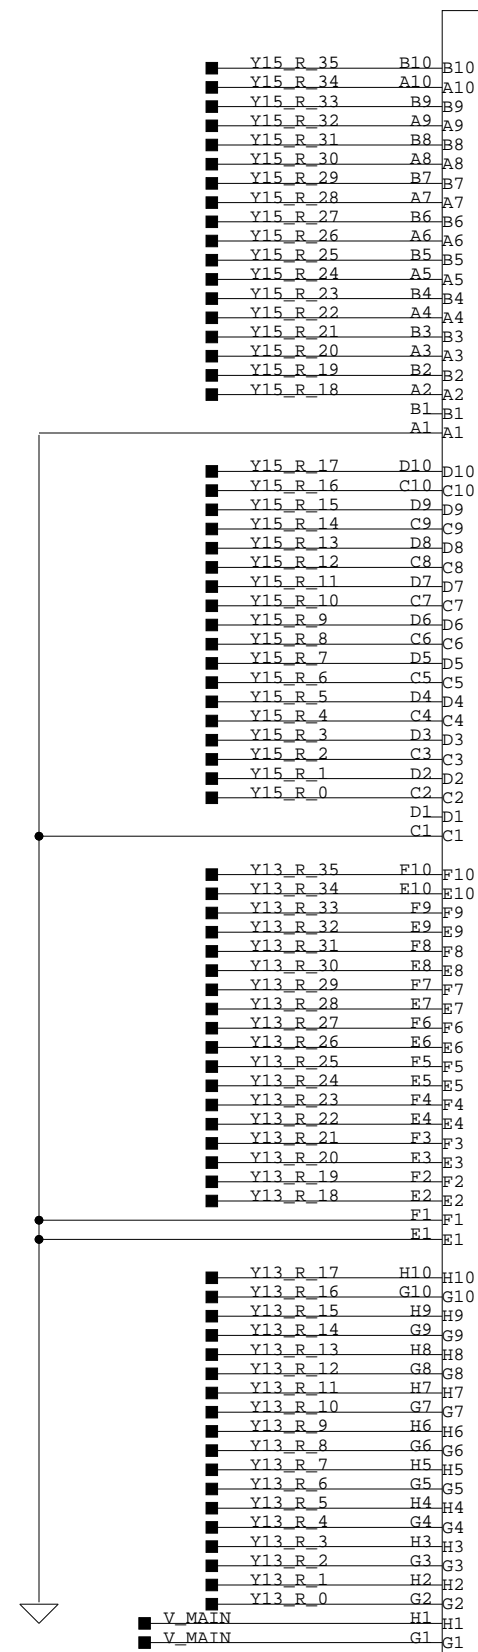 Y15_R_35 B10 B10
Y15_R_34 A10 A10
Y15_R_33 B9 B9
Y15_R_32 A9 A9
Y15_R_31 B8 B8
Y15_R_30 A8 A8
Y15_R_29 B7 B7
Y15_R_28 A7 A7
Y15_R_27 B6 B6
Y15_R_26 A6 A6
Y15_R_25 B5 B5
Y15_R_24 A5 A5
Y15_R_23 B4 B4
Y15_R_22 A4 A4
Y15_R_21 B3 B3
Y15_R_20 A3 A3
Y15_R_19 B2 B2
Y15_R_18 A2 A2
B1 B1
A1 A1
Y15_R_17 D10 D10
Y15_R_16 C10 C10
Y15_R_15 D9 D9
Y15_R_14 C9 C9
Y15_R_13 D8 D8
Y15_R_12 C8 C8
Y15_R_11 D7 D7
Y15_R_10 C7 C7
Y15_R_9 D6 D6
Y15_R_8 C6 C6
Y15_R_7 D5 D5
Y15_R_6 C5 C5
Y15_R_5 D4 D4
Y15_R_4 C4 C4
Y15_R_3 D3 D3
Y15_R_2 C3 C3
Y15_R_1 D2 D2
Y15_R_0 C2 C2
D1 D1
C1 C1
Y13_R_35 F10 F10
Y13_R_34 E10 E10
Y13_R_33 F9 F9
Y13_R_32 E9 E9
Y13_R_31 F8 F8
Y13_R_30 E8 E8
Y13_R_29 F7 F7
Y13_R_28 E7 E7
Y13_R_27 F6 F6
Y13_R_26 E6 E6
Y13_R_25 F5 F5
Y13_R_24 E5 E5
Y13_R_23 F4 F4
Y13_R_22 E4 E4
Y13_R_21 F3 F3
Y13_R_20 E3 E3
Y13_R_19 F2 F2
Y13_R_18 E2 E2
F1 F1
E1 E1
Y13_R_17 H10 H10
Y13_R_16 G10 G10
Y13_R_15 H9 H9
Y13_R_14 G9 G9
Y13_R_13 H8 H8
Y13_R_12 G8 G8
Y13_R_11 H7 H7
Y13_R_10 G7 G7
Y13_R_9 H6 H6
Y13_R_8 G6 G6
Y13_R_7 H5 H5
Y13_R_6 G5 G5
Y13_R_5 H4 H4
Y13_R_4 G4 G4
Y13_R_3 H3 H3
Y13_R_2 G3 G3
Y13_R_1 H2 H2
Y13_R_0 G2 G2
V_MAIN H1 H1
V_MAIN G1 G1